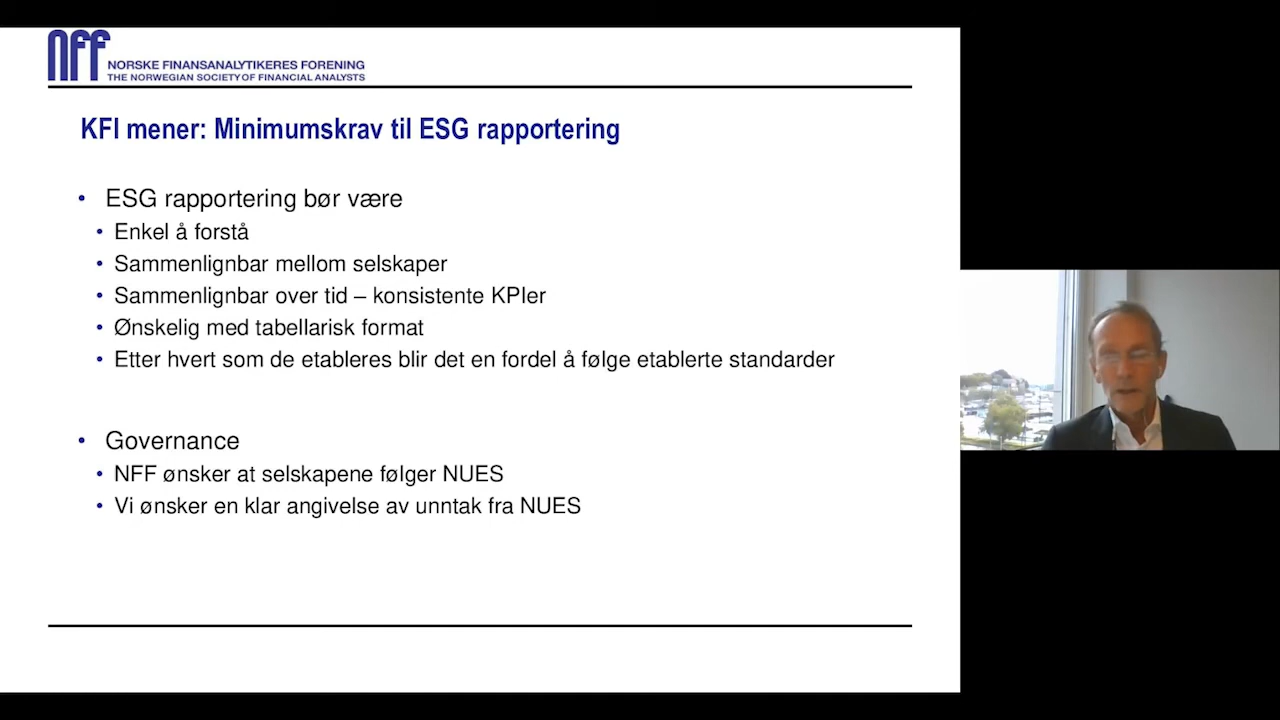 nff
NORSKE FINANSANALYTIKERES FORENING
THE NORWEGIAN SOCIETY OF FINANCIAL ANALYSTS
KFI mener: Minimumskrav til ESG rapportering
• ESG rapportering bør være
• Enkel å forstå
• Sammenlignbar mellom selskaper
• Sammenlignbar over tid – konsistente KPIer
• Ønskelig med tabellarisk format
• Etter hvert som de etableres blir det en fordel å følge etablerte standarder
• Governance
• NFF ønsker at selskapene følger NUES
• Vi ønsker en klar angivelse av unntak fra NUES